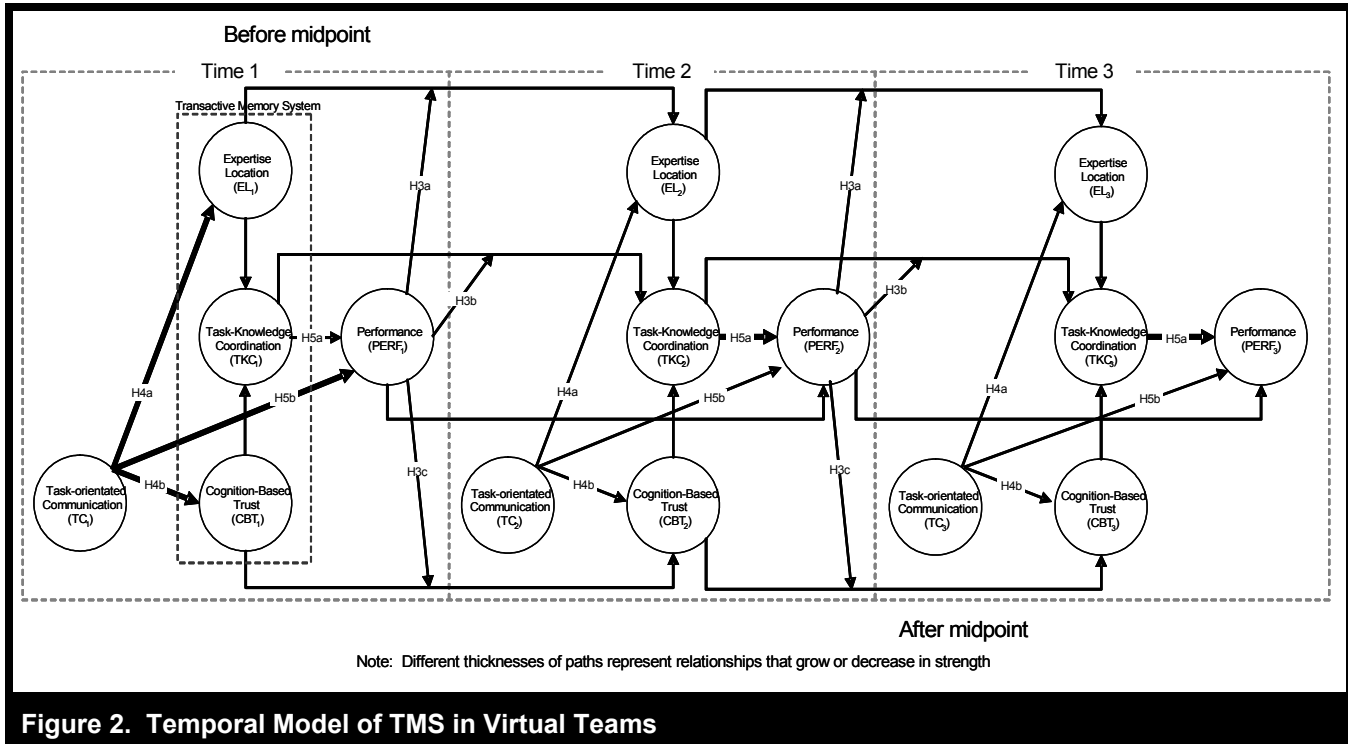 Before midpoint
Time 1
Time 2
Time 3
Transactive Memory System
Expertise
Location
(EL1)
Expertise
Location
(EL2)
Expertise
Location
(EL3)
H3a
H3a
H3b
H3b
Task-Knowledge
Coordination
(TKC1)
H5a
Performance
(PERF1)
Task-Knowledge
Coordination
(TKC2)
H5a
Performance
(PERF2)
Task-Knowledge
Coordination
(TKC3)
H5a
Performance
(PERF3)
H4a
H5b
H4a
H5b
H4a
H5b
H3c
H3c
Task-orientated
Communication
(TC1)
H4b
Cognition-Based
Trust
(CBT1)
Task-orientated
Communication
(TC2)
H4b
Cognition-Based
Trust
(CBT2)
Task-orientated
Communication
(TC3)
H4b
Cognition-Based
Trust
(CBT3)
After midpoint
Note: Different thicknesses of paths represent relationships that grow or decrease in strength
Figure 2. Temporal Model of TMS in Virtual Teams